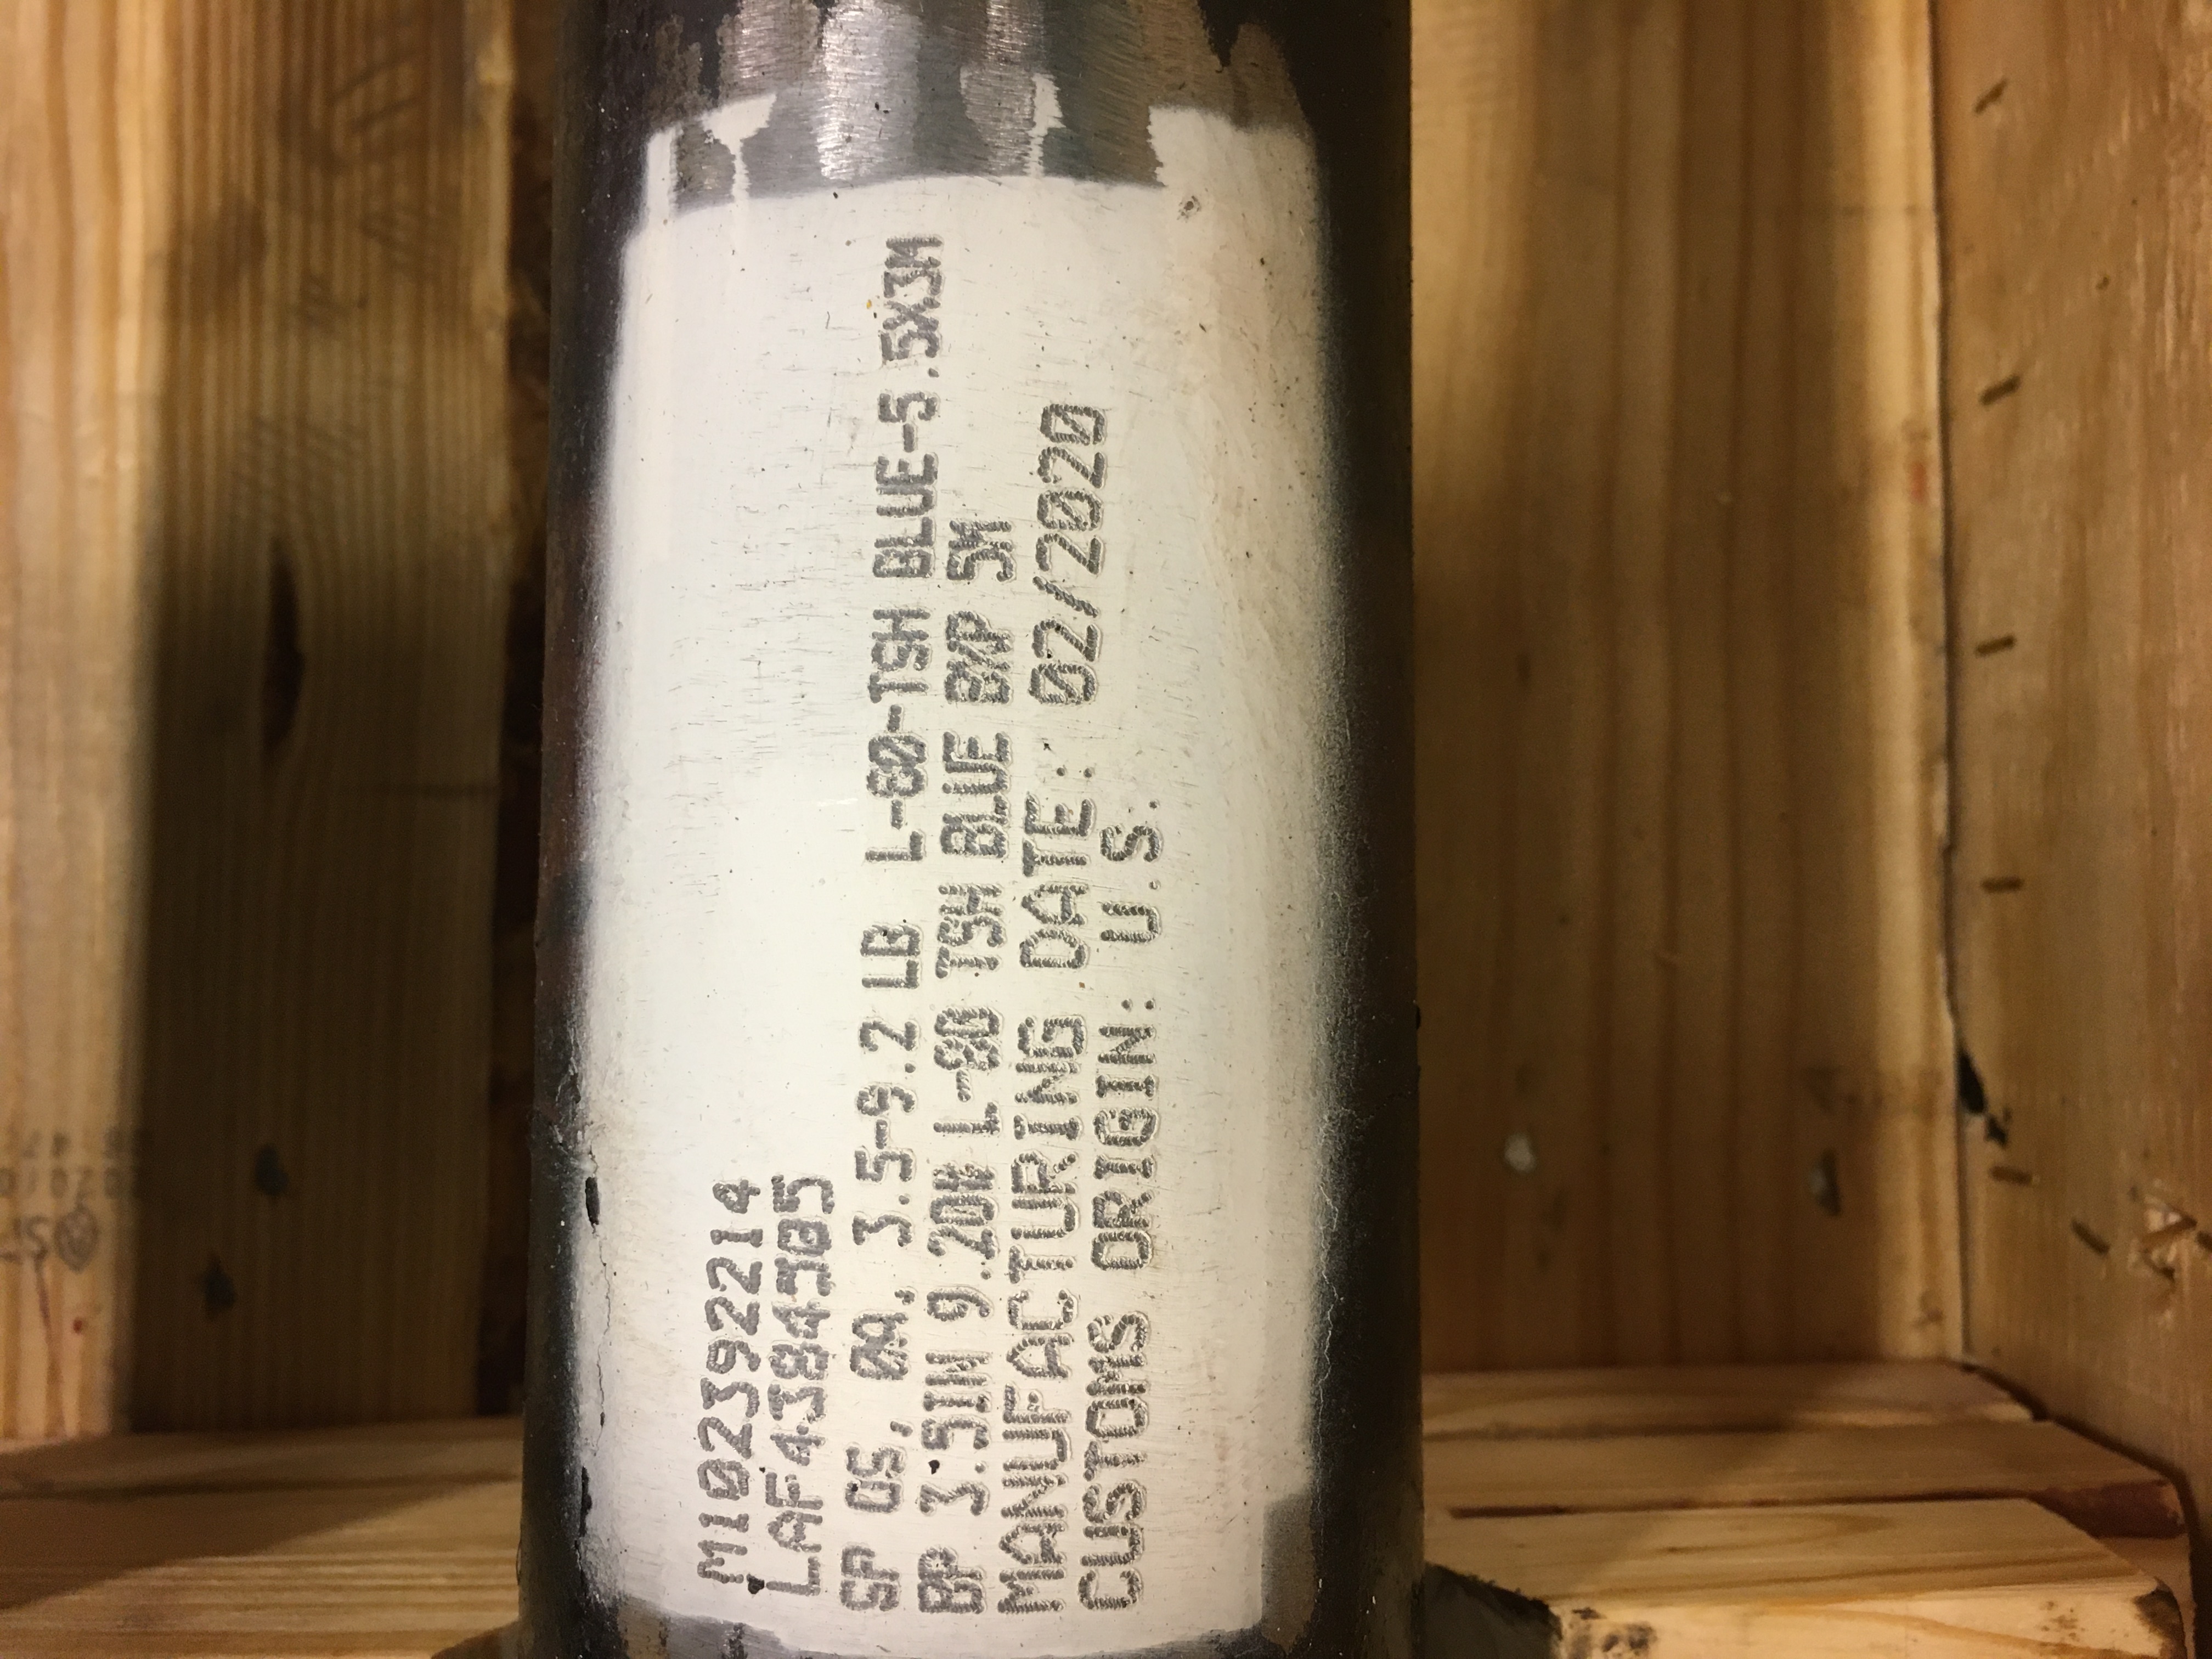 M102392214
LAF4384905
SP OS, 0A, 3.5-9.2 LB L-80-TSH BLUE-5.5X3M
BP 3.5IN 9.20# L-80 TSH BLUE BXP 5M
MANUFACTURING DATE: 02/2020
CUSTOMS ORIGIN: U.S.